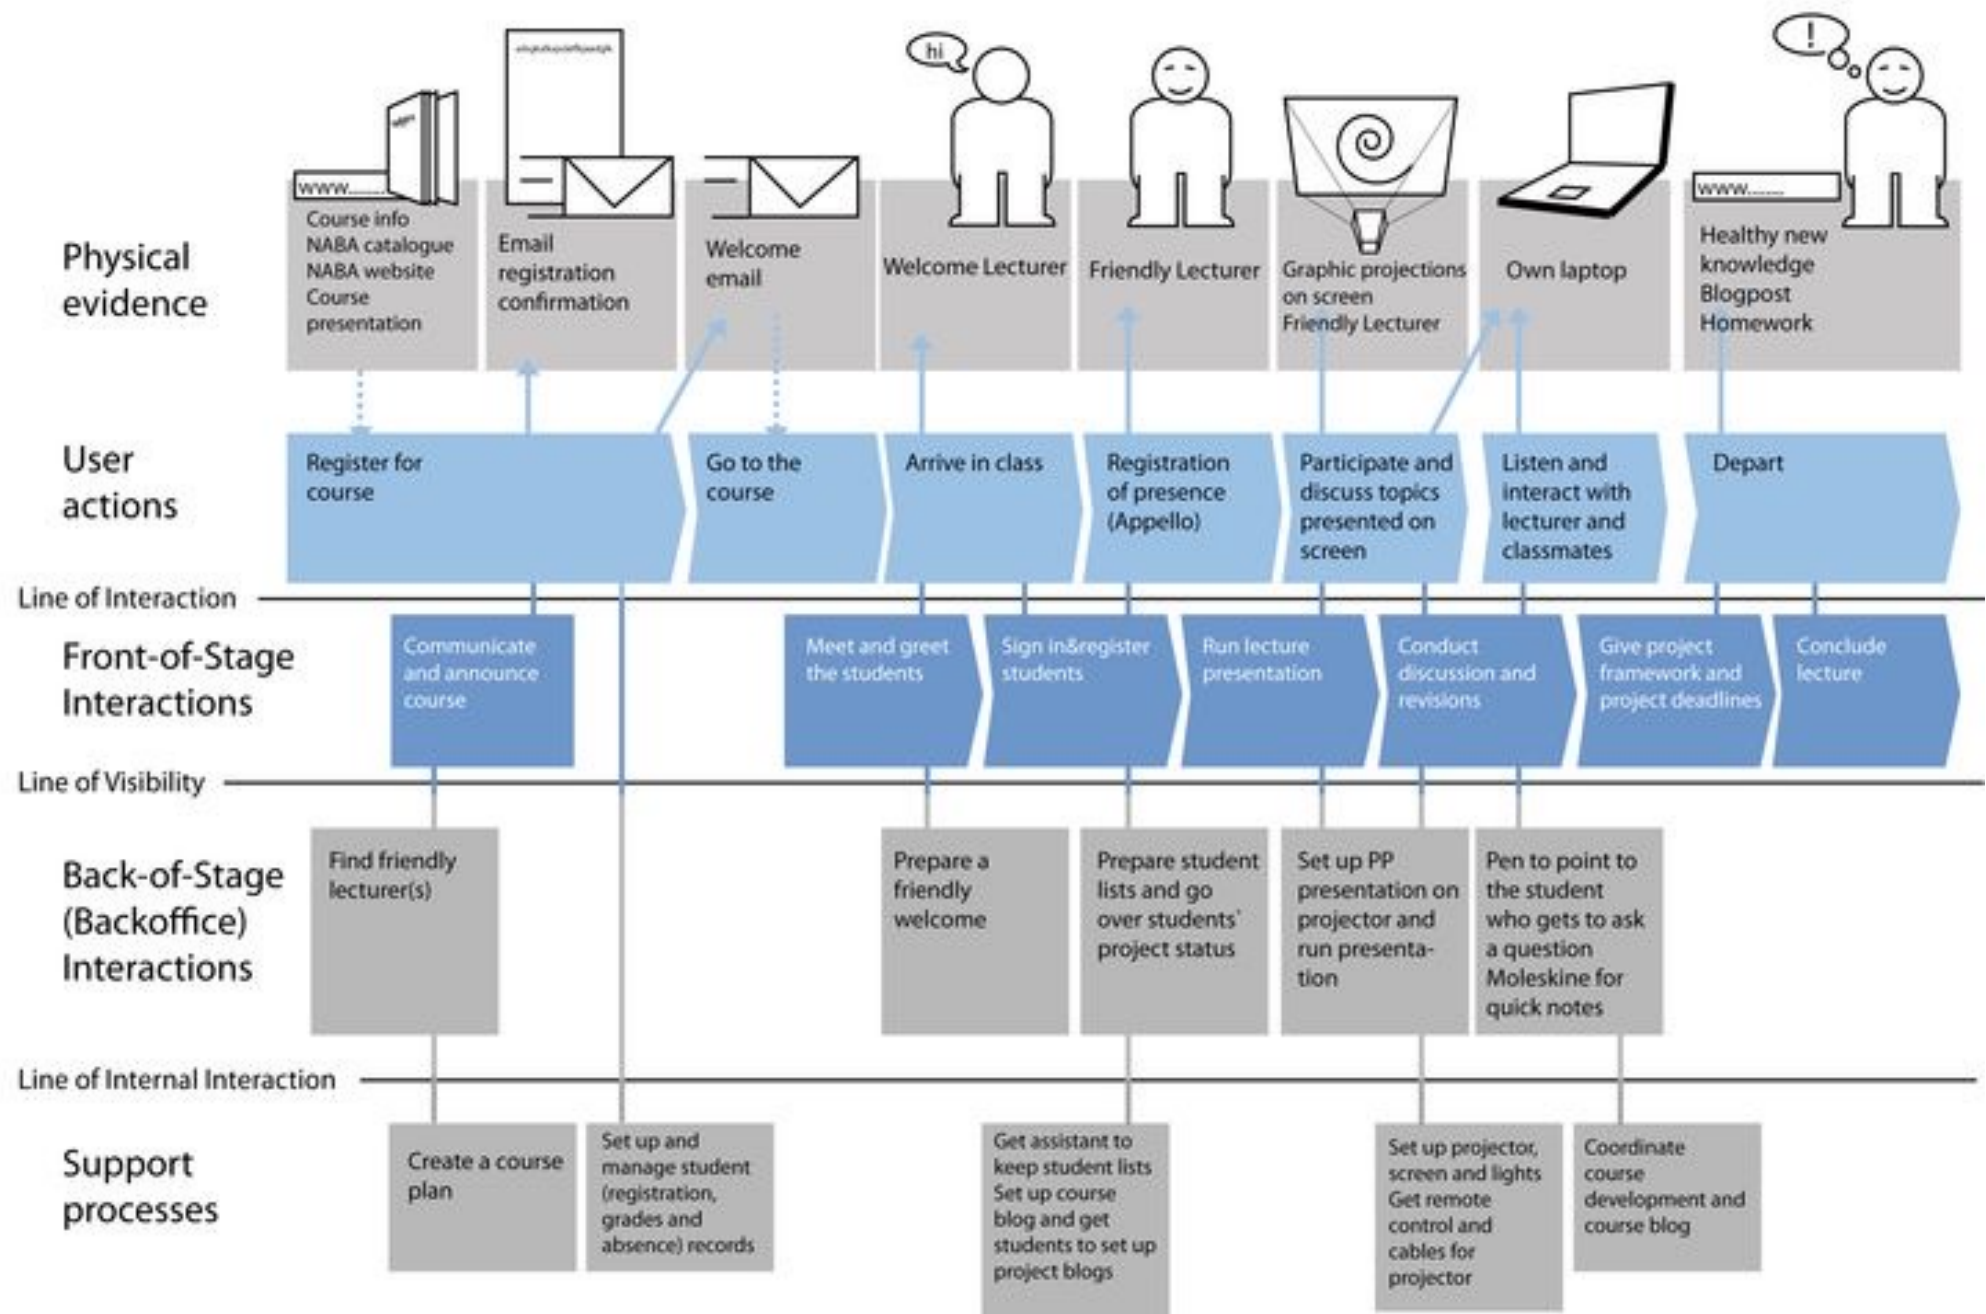 hi
!
www.......
www.......
Physical
evidence
Course info
NABA catalogue
NABA website
Course
presentation
Email
registration
confirmation
Welcome
email
Welcome Lecturer
Friendly Lecturer
Graphic projections
on screen
Friendly Lecturer
Own laptop
Healthy new
knowledge
Blogpost
Homework
User
actions
Register for
course
Go to the
course
Arrive in class
Registration
of presence
(Appello)
Participate and
discuss topics
presented on
screen
Listen and
interact with
lecturer and
classmates
Depart
Line of Interaction
Front-of-Stage
Interactions
Communicate
and announce
course
Meet and greet
the students
Sign in&register
students
Run lecture
presentation
Conduct
discussion and
revisions
Give project
framework and
project deadlines
Conclude
lecture
Line of Visibility
Back-of-Stage
(Backoffice)
Interactions
Find friendly
lecturer(s)
Prepare a
friendly
welcome
Prepare student
lists and go
over students'
project status
Set up PP
presentation on
projector and
run presenta-
tion
Pen to point to
the student
who gets to ask
a question
Moleskine for
quick notes
Line of Internal Interaction
Support
processes
Create a course
plan
Set up and
manage student
(registration,
grades and
absence) records
Get assistant to
keep student lists
Set up course
blog and get
students to set up
project blogs
Set up projector,
screen and lights
Get remote
control and
cables for
projector
Coordinate
course
development and
course blog